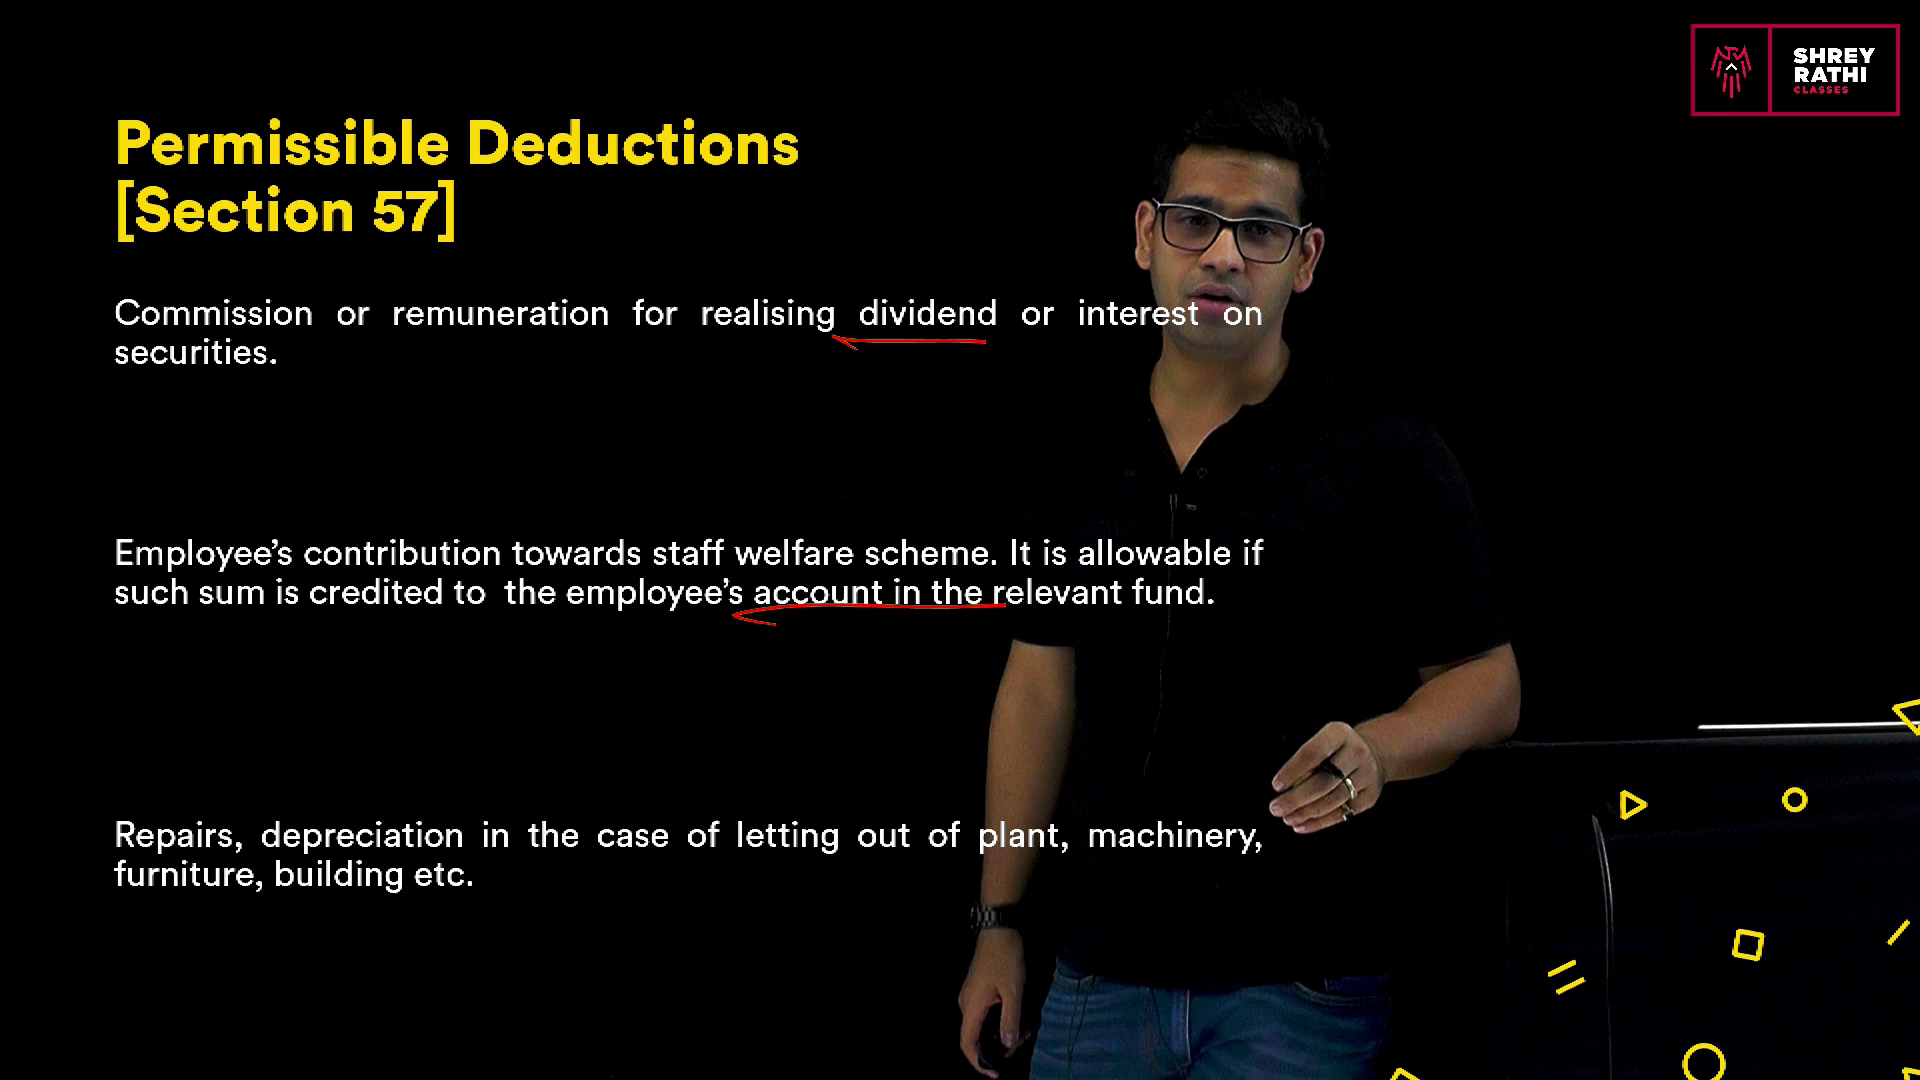 SHREY
RATHI
CLASSES
Permissible Deductions
[Section 57]
Commission or remuneration for realising dividend or interest on
securities.
Employee’s contribution towards staff welfare scheme. It is allowable if
such sum is credited to the employee’s account in the relevant fund.
Repairs, depreciation in the case of letting out of plant, machinery,
furniture, building etc.